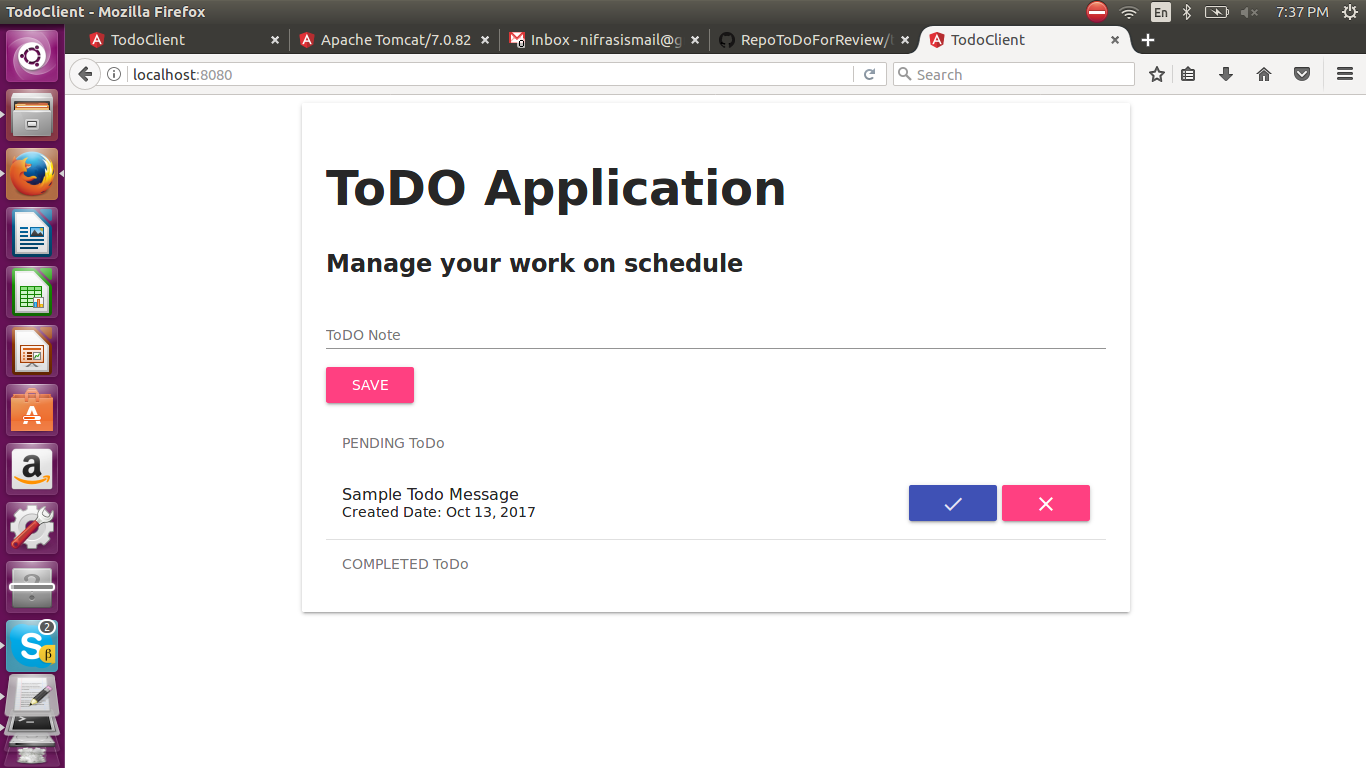 TodoClient - Mozilla Firefox
En
7:37 PM
TodoClient
Apache Tomcat/7.0.82
Inbox - nifrasismail@g
RepoToDoForReview/
TodoClient
localhost:8080
Search
ToDO Application
Manage your work on schedule
ToDO Note
SAVE
PENDING ToDo
Sample Todo Message
Created Date: Oct 13, 2017
COMPLETED ToDo
2
β